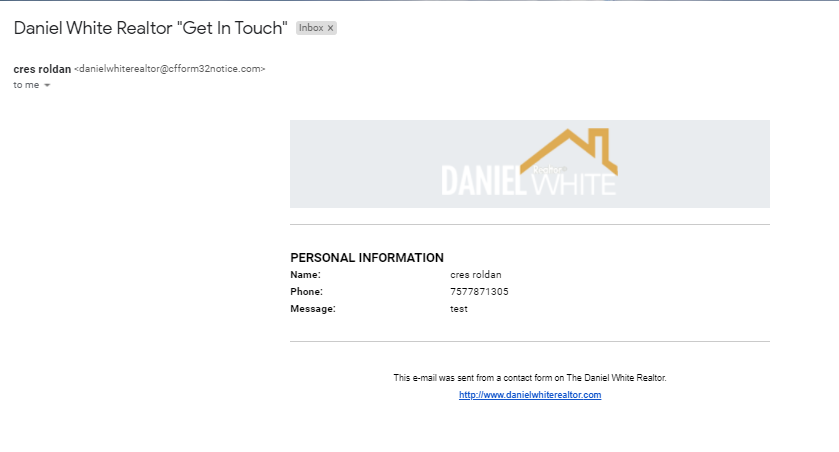 Daniel White Realtor "Get In Touch" Inbox x
cres roldan <danielwhiterealtor@cfform32notice.com>
to me
DANIEL WHITE
PERSONAL INFORMATION
Name: cres roldan
Phone: 7577871305
Message: test
This e-mail was sent from a contact form on The Daniel White Realtor.
http://www.danielwhiterealtor.com